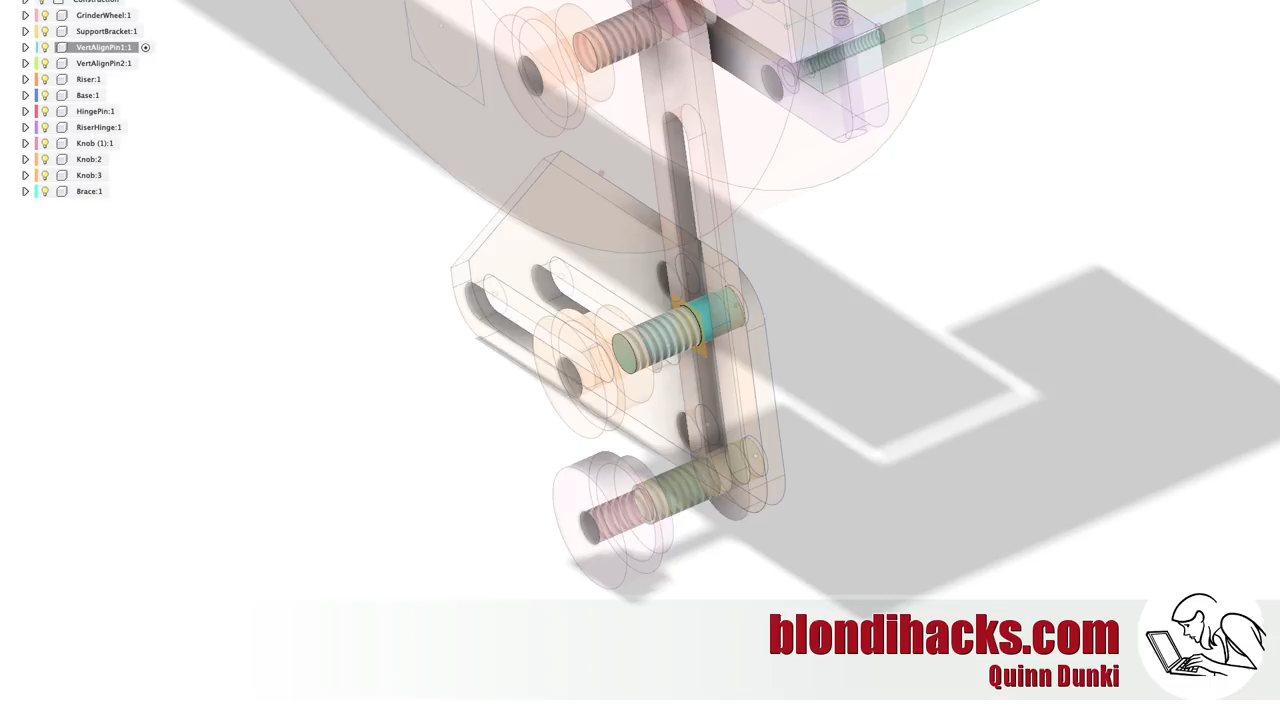 Construction
GrinderWheel:1
SupportBracket:1
VertAlignPin1:1
VertAlignPin2:1
Riser:1
Base:1
HingePin:1
RiserHinge:1
Knob (1):1
Knob:2
Knob:3
Brace:1
blondihacks.com
Quinn Dunki